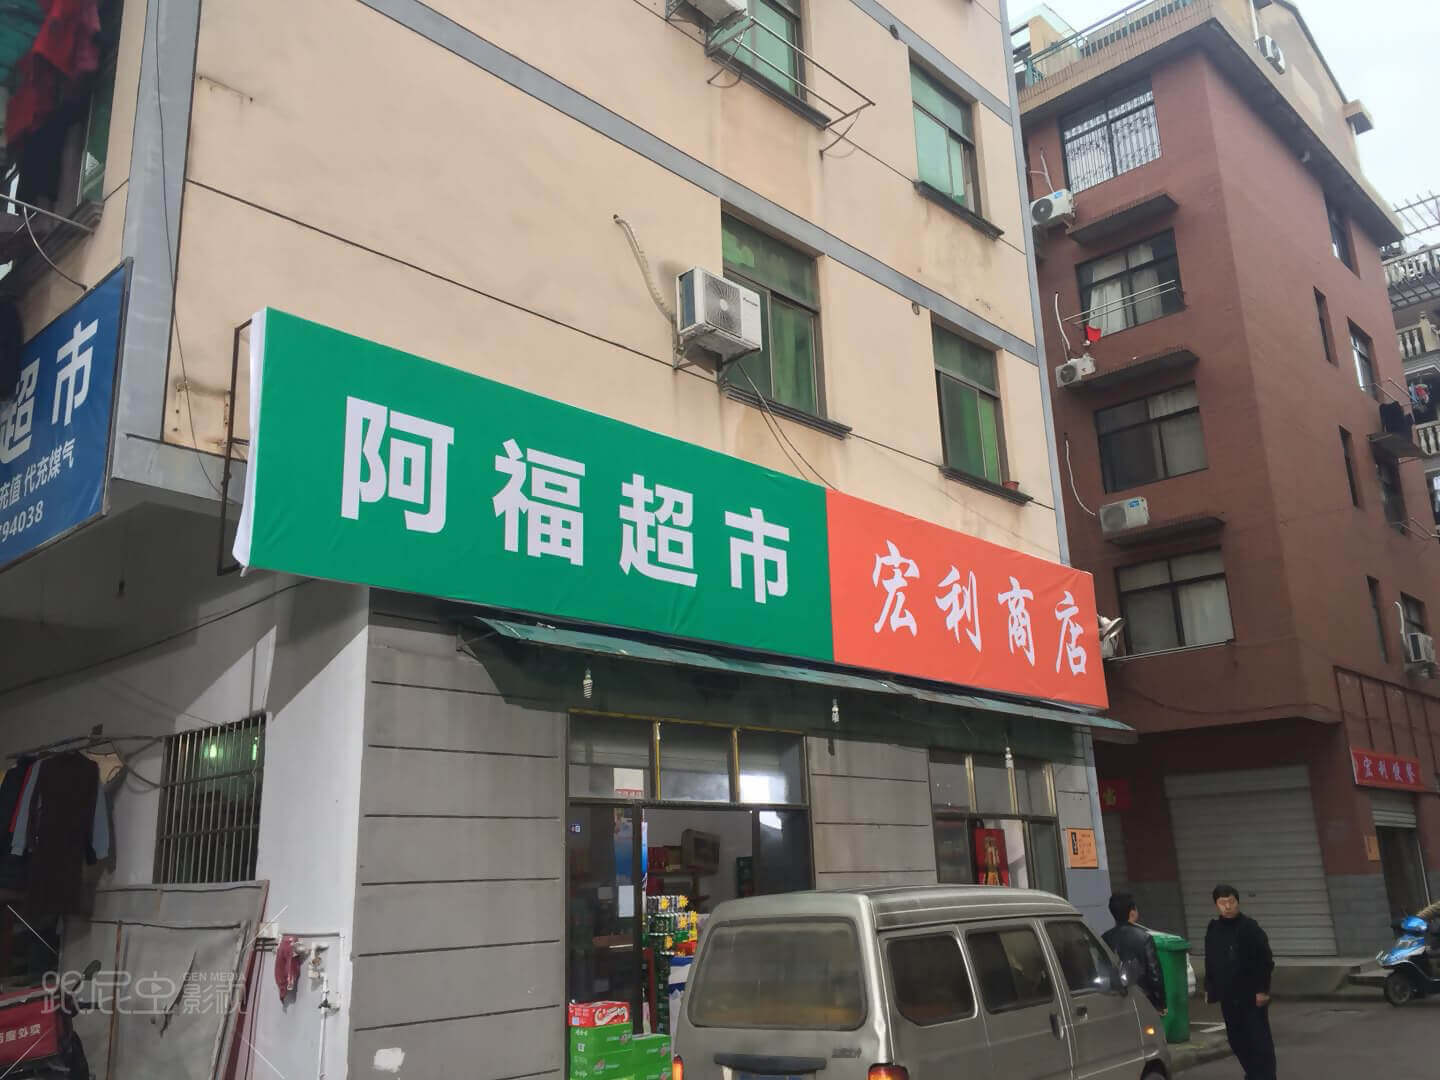 超市
充值 代充煤气
94038
阿福超市
宏利商店
宏利快餐
跟屁虫影视
GEN MEDIA